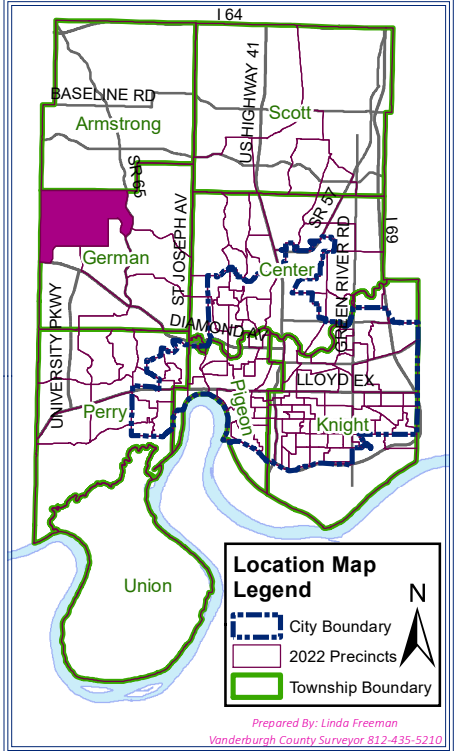 I 64
US HIGHWAY 41
BASELINE RD
Scott
Armstrong
SR 65
SR 57
ST. JOSEPH AV
I 69
GREEN RIVER RD
German
Center
UNIVERSITY PKWY
DIAMOND AV
LLOYD EX
Pigeon
Perry
Knight
Union
Location Map
Legend
N
City Boundary
2022 Precincts
Township Boundary
Prepared By: Linda Freeman
Vanderburgh County Surveyor 812-435-5210